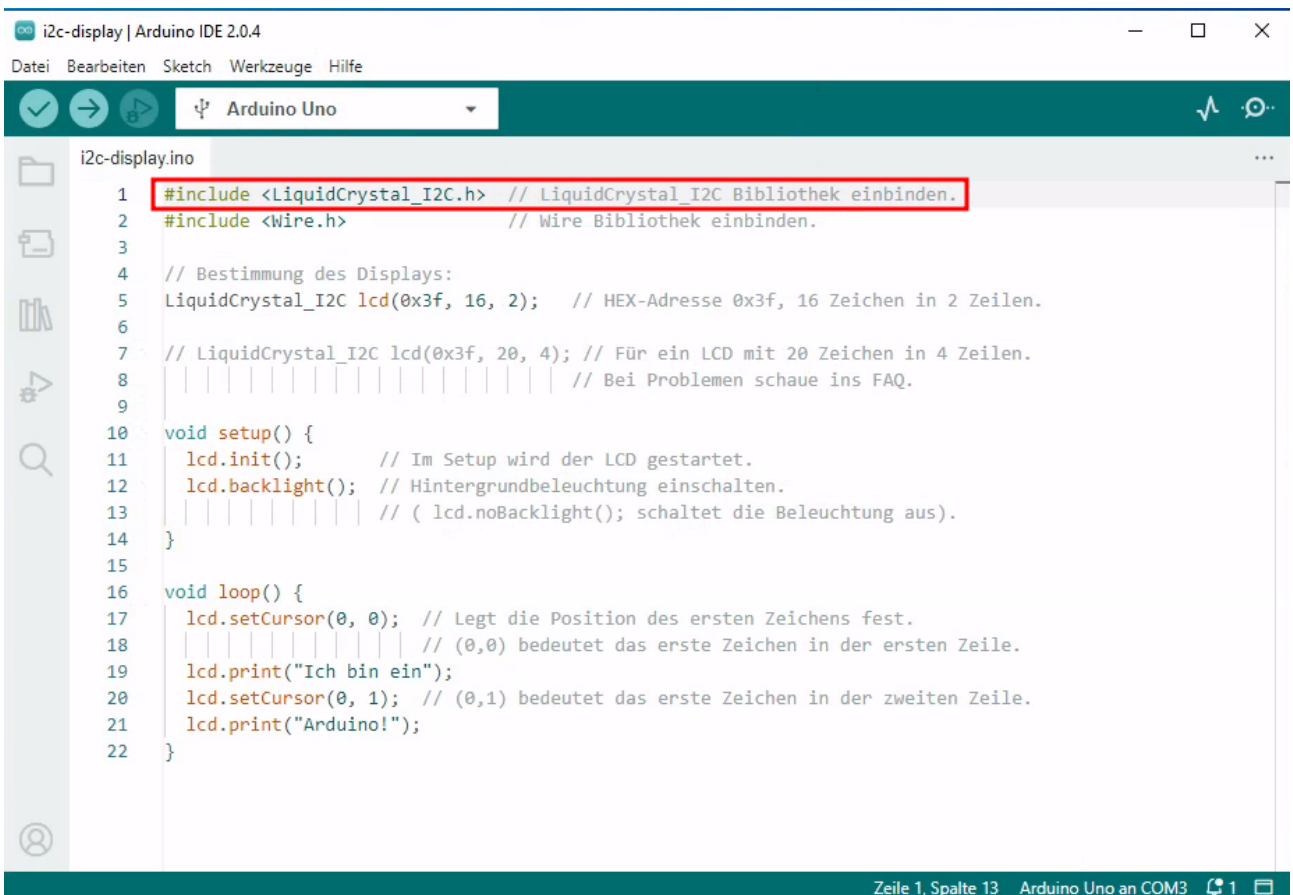 i2c-display | Arduino IDE 2.0.4
Datei Bearbeiten Sketch Werkzeuge Hilfe
Arduino Uno
i2c-display.ino
1 #include <LiquidCrystal_I2C.h> // LiquidCrystal_I2C Bibliothek einbinden.
2 #include <Wire.h> // Wire Bibliothek einbinden.
3
4 // Bestimmung des Displays:
5 LiquidCrystal_I2C lcd(0x3f, 16, 2); // HEX-Adresse 0x3f, 16 Zeichen in 2 Zeilen.
6
7 // LiquidCrystal_I2C lcd(0x3f, 20, 4); // Für ein LCD mit 20 Zeichen in 4 Zeilen.
8 // Bei Problemen schaue ins FAQ.
9
10 void setup() {
11 lcd.init(); // Im Setup wird der LCD gestartet.
12 lcd.backlight(); // Hintergrundbeleuchtung einschalten.
13 // ( lcd.noBacklight(); schaltet die Beleuchtung aus).
14 }
15
16 void loop() {
17 lcd.setCursor(0, 0); // Legt die Position des ersten Zeichens fest.
18 // (0,0) bedeutet das erste Zeichen in der ersten Zeile.
19 lcd.print("Ich bin ein");
20 lcd.setCursor(0, 1); // (0,1) bedeutet das erste Zeichen in der zweiten Zeile.
21 lcd.print("Arduino!");
22 }
Zeile 1, Spalte 13 Arduino Uno an COM3 1